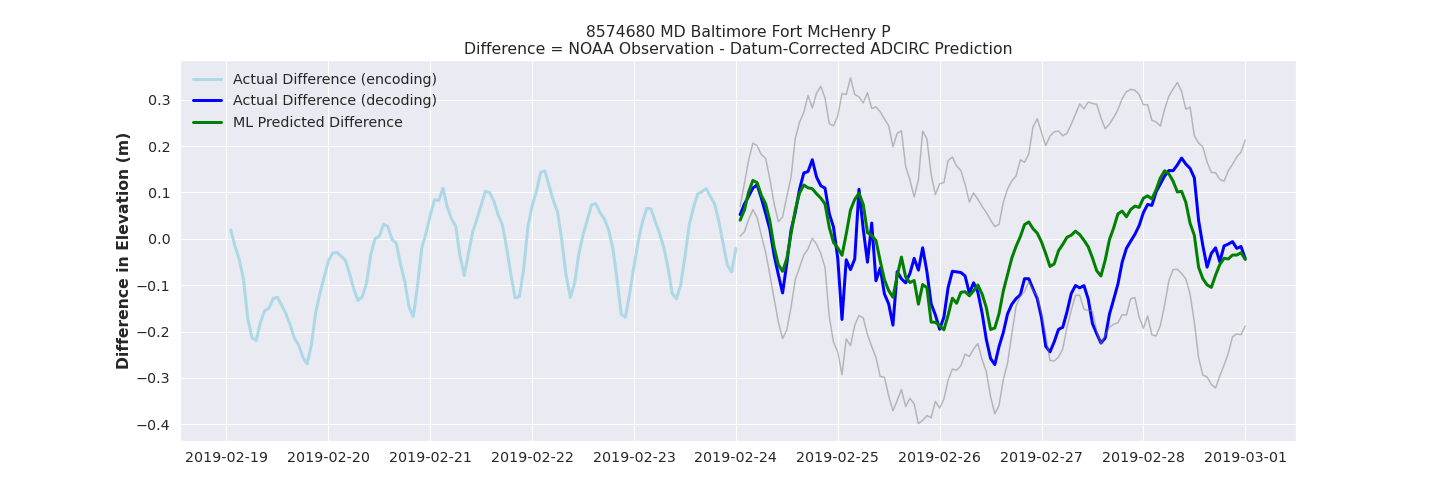 8574680 MD Baltimore Fort McHenry P
Difference = NOAA Observation - Datum-Corrected ADCIRC Prediction
Actual Difference (encoding)
Actual Difference (decoding)
ML Predicted Difference
Difference in Elevation (m)
0.3
0.2
0.1
0.0
−0.1
−0.2
−0.3
−0.4
2019-02-19 2019-02-20 2019-02-21 2019-02-22 2019-02-23 2019-02-24 2019-02-25 2019-02-26 2019-02-27 2019-02-28 2019-03-01